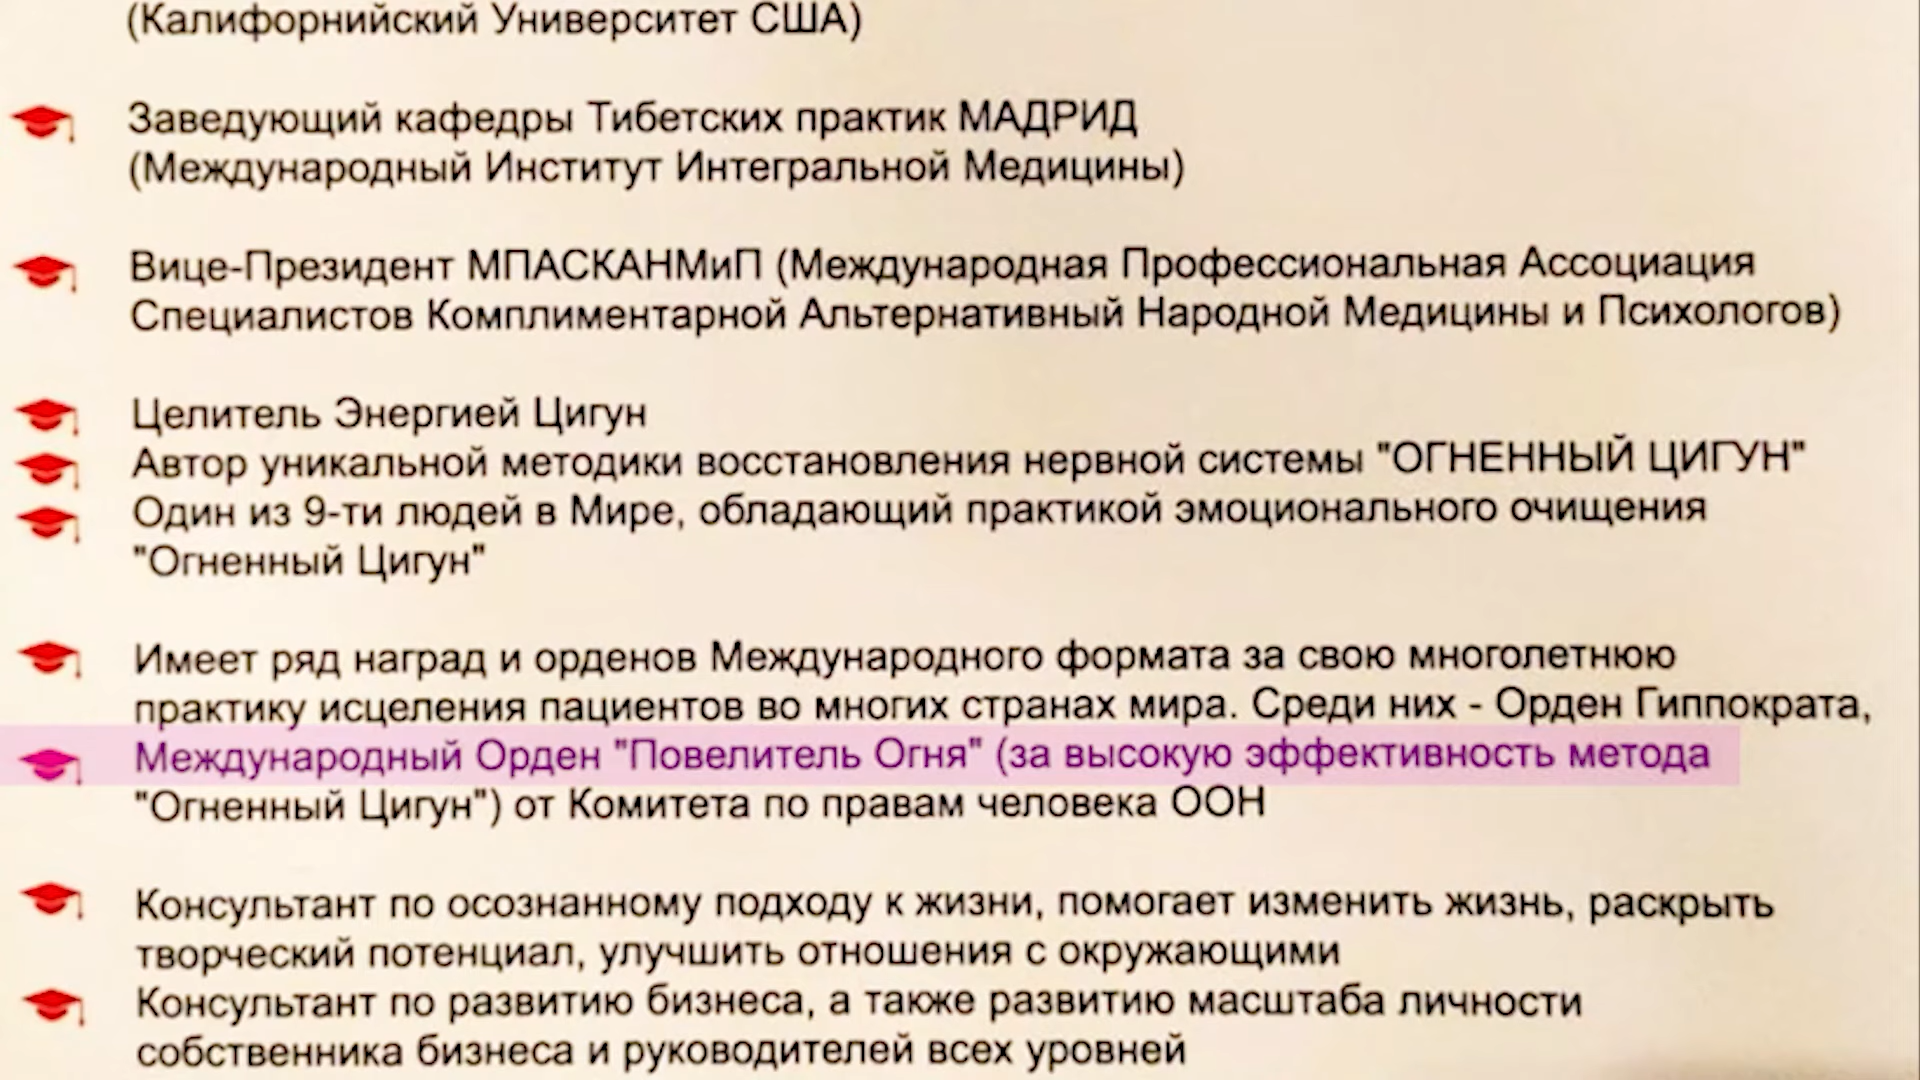 (Калифорнийский Университет США)
Заведующий кафедры Тибетских практик МАДРИД
(Международный Институт Интегральной Медицины)
Вице-Президент МПАСКАНМиП (Международная Профессиональная Ассоциация
Специалистов Комплиментарной Альтернативный Народной Медицины и Психологов)
Целитель Энергией Цигун
Автор уникальной методики восстановления нервной системы "ОГНЕННЫЙ ЦИГУН"
Один из 9-ти людей в Мире, обладающий практикой эмоционального очищения
"Огненный Цигун"
Имеет ряд наград и орденов Международного формата за свою многолетнюю
практику исцеления пациентов во многих странах мира. Среди них - Орден Гиппократа,
Международный Орден "Повелитель Огня" (за высокую эффективность метода
"Огненный Цигун") от Комитета по правам человека ООН
Консультант по осознанному подходу к жизни, помогает изменить жизнь, раскрыть
творческий потенциал, улучшить отношения с окружающими
Консультант по развитию бизнеса, а также развитию масштаба личности
собственника бизнеса и руководителей всех уровней